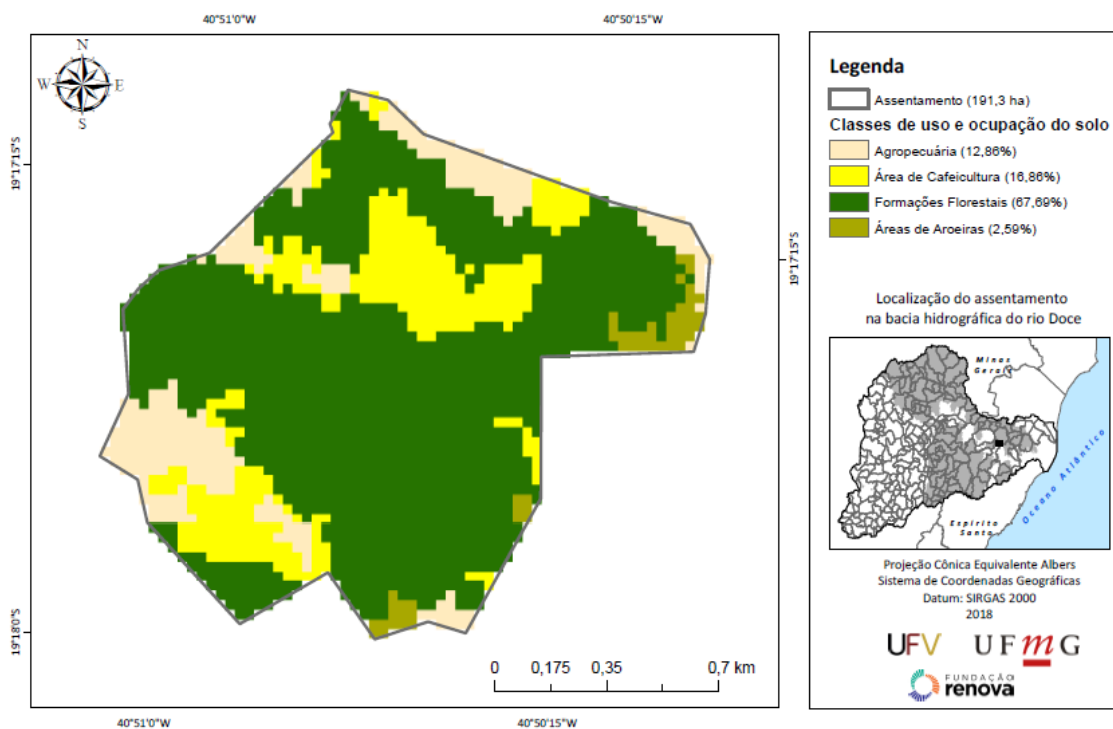 40°51'0"W
40°50'15"W
N
W
E
S
19°17'15"S
19°17'15"S
19°18'0"S
0 0,175 0,35 0,7 km
40°51'0"W
40°50'15"W
Legenda
Assentamento (191,3 ha)
Classes de uso e ocupação do solo
Agropecuária (12,86%)
Área de Cafeicultura (16,86%)
Formações Florestais (67,69%)
Áreas de Aroeiras (2,59%)
Localização do assentamento
na bacia hidrográfica do rio Doce
Minas
Gerais
Oceano Atlântico
Espírito
Santo
Projeção Cônica Equivalente Albers
Sistema de Coordenadas Geográficas
Datum: SIRGAS 2000
2018
UFV UFmG
FUNDAÇÃO
renova